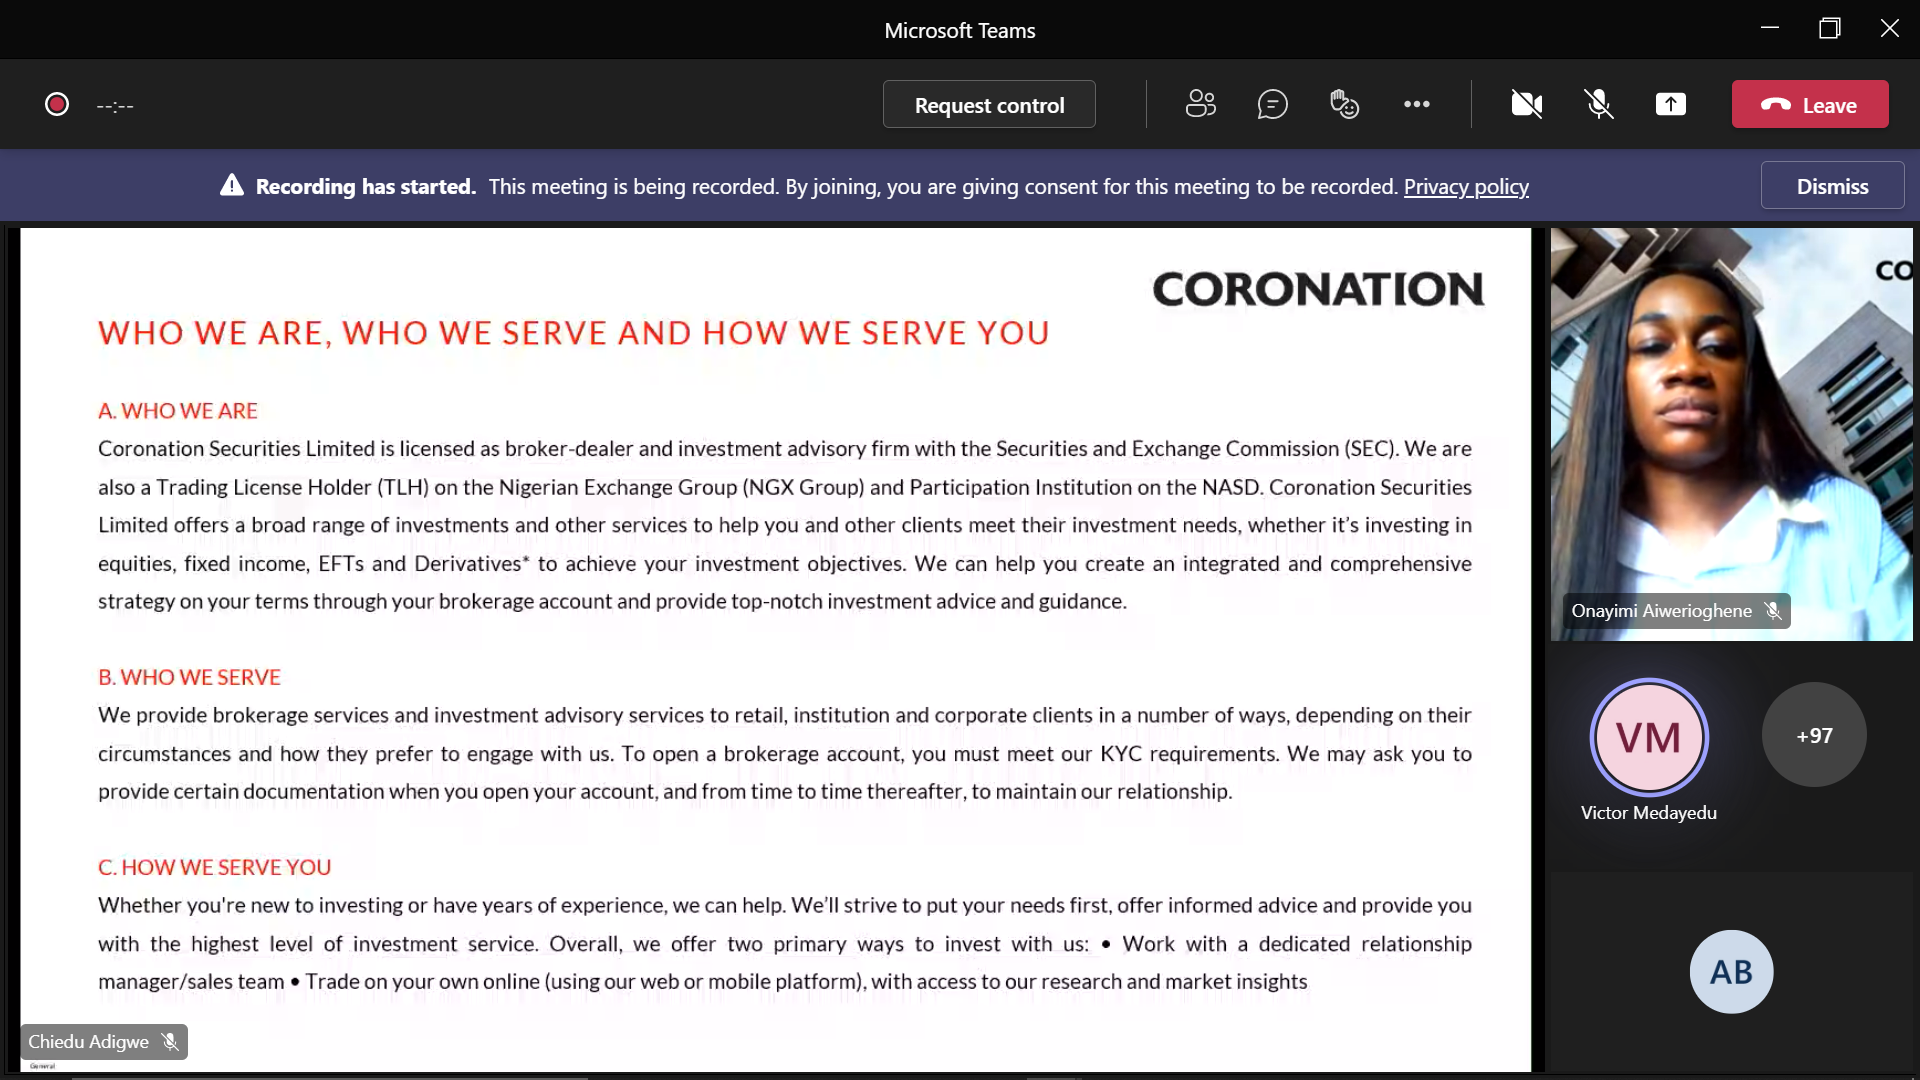 Microsoft Teams
--:--
Request control
Leave
Recording has started. This meeting is being recorded. By joining, you are giving consent for this meeting to be recorded. Privacy policy
Dismiss
CORONATION
WHO WE ARE, WHO WE SERVE AND HOW WE SERVE YOU
A. WHO WE ARE
Coronation Securities Limited is licensed as broker-dealer and investment advisory firm with the Securities and Exchange Commission (SEC). We are
also a Trading License Holder (TLH) on the Nigerian Exchange Group (NGX Group) and Participation Institution on the NASD. Coronation Securities
Limited offers a broad range of investments and other services to help you and other clients meet their investment needs, whether it’s investing in
equities, fixed income, EFTs and Derivatives* to achieve your investment objectives. We can help you create an integrated and comprehensive
strategy on your terms through your brokerage account and provide top-notch investment advice and guidance.
B. WHO WE SERVE
We provide brokerage services and investment advisory services to retail, institution and corporate clients in a number of ways, depending on their
circumstances and how they prefer to engage with us. To open a brokerage account, you must meet our KYC requirements. We may ask you to
provide certain documentation when you open your account, and from time to time thereafter, to maintain our relationship.
C. HOW WE SERVE YOU
Whether you're new to investing or have years of experience, we can help. We’ll strive to put your needs first, offer informed advice and provide you
with the highest level of investment service. Overall, we offer two primary ways to invest with us: • Work with a dedicated relationship
manager/sales team • Trade on your own online (using our web or mobile platform), with access to our research and market insights
Chiedu Adigwe
General
CO
Onayimi Aiwerioghene
VM
+97
Victor Medayedu
AB